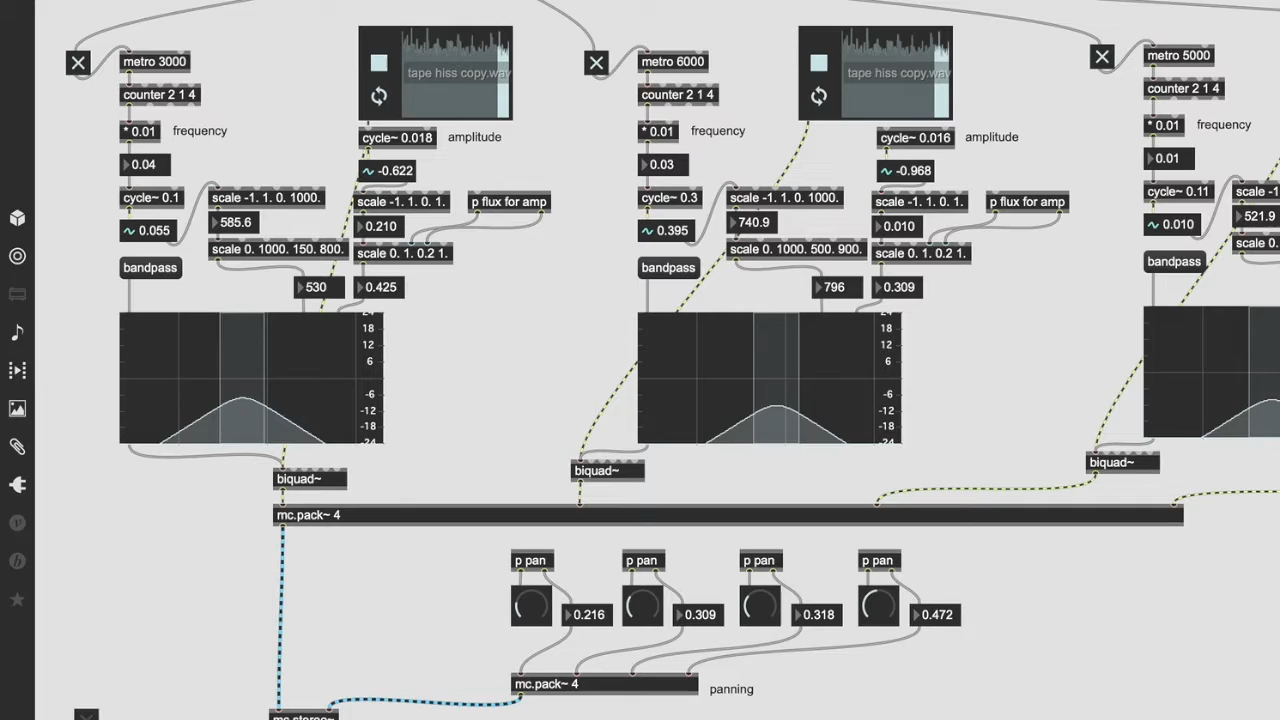 metro 3000
counter 2 1 4
* 0.01
frequency
0.04
cycle~ 0.1
0.055
bandpass
scale -1. 1. 0. 1000.
585.6
scale 0. 1000. 150. 800.
530
tape hiss copy.wav
cycle~ 0.018
amplitude
-0.622
scale -1. 1. 0. 1.
p flux for amp
0.210
scale 0. 1. 0.2 1.
0.425
24
18
12
6
-6
-12
-18
-24
biquad~
metro 6000
counter 2 1 4
* 0.01
frequency
0.03
cycle~ 0.3
0.395
bandpass
scale -1. 1. 0. 1000.
740.9
scale 0. 1000. 500. 900.
796
tape hiss copy.wav
cycle~ 0.016
amplitude
-0.968
scale -1. 1. 0. 1.
p flux for amp
0.010
scale 0. 1. 0.2 1.
0.309
24
18
12
6
-6
-12
-18
-24
biquad~
metro 5000
counter 2 1 4
* 0.01
frequency
0.01
cycle~ 0.11
0.010
bandpass
scale -1
521.9
scale 0.
biquad~
mc.pack~ 4
p pan
p pan
p pan
p pan
0.216
0.309
0.318
0.472
mc.pack~ 4
panning
mc.stereo~